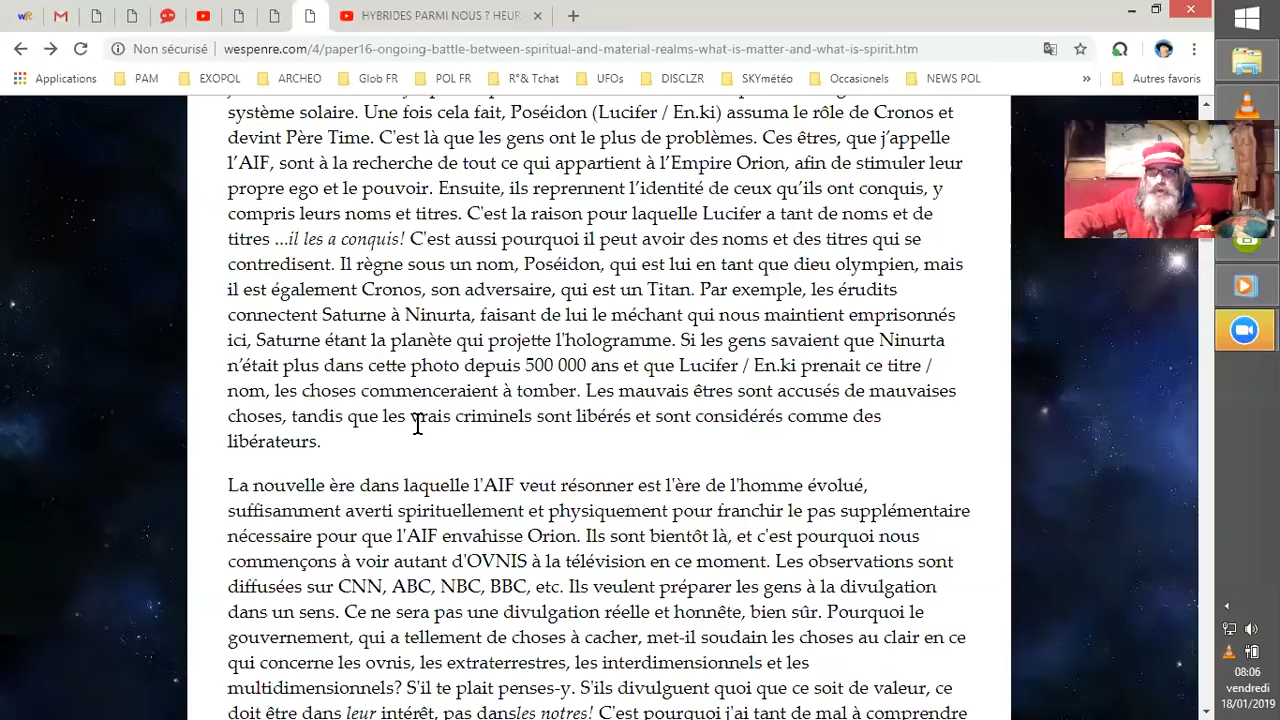 HYBRIDES PARMI NOUS ? HEUR
Non sécurisé
wespenre.com/4/paper16-ongoing-battle-between-spiritual-and-material-realms-what-is-matter-and-what-is-spirit.htm
Applications PAM EXOPOL ARCHEO Glob FR PCF FR R°& EH UFOs DISCLZR SKYmétéo Occasionels NEWS POL » Autres favoris
système solaire. Une fois cela fait, Poséidon (Lucifer / En.ki) assuma le rôle de Cronos et
devint Père Time. C'est là que les gens ont le plus de problèmes. Ces êtres, que j'appelle
l'AIF, sont à la recherche de tout ce qui appartient à l'Empire Orion, afin de stimuler leur
propre ego et le pouvoir. Ensuite, ils reprennent l'identité de ceux qu'ils ont conquis, y
compris leurs noms et titres. C'est la raison pour laquelle Lucifer a tant de noms et de
titres ...il les a conquis! C'est aussi pourquoi il peut avoir des noms et des titres qui se
contredisent. Il règne sous un nom Poséidon, qui est lui en tant que dieu olympien, mais
il est également Cronos, son adversaire, qui est un Titan. Par exemple, les érudits
connectent Saturne à Ninurta, faisant de lui le méchant qui nous maintient emprisonnés
ici, Saturne étant la planète qui projette l'hologramme. Si les gens savaient que Ninurta
n'était plus dans cette photo depuis 500 000 ans et que Lucifer / En.ki prenait ce titre /
nom, les choses commenceraient à tomber. Les mauvais êtres sont accusés de mauvaises
choses, tandis que les vrais criminels sont libérés et sont considérés comme des
libérateurs.
La nouvelle ère dans laquelle l'AIF veut résonner est l'ère de l'homme évolué,
suffisamment averti spirituellement et physiquement pour franchir le pas supplémentaire
nécessaire pour que l'AIF envahisse Orion. Ils sont bientôt là, et c'est pourquoi nous
commençons à voir autant d'OVNIS à la télévision en ce moment. Les observations sont
diffusées sur CNN, ABC, NBC, BBC, etc. Ils veulent préparer les gens à la divulgation
dans un sens. Ce ne sera pas une divulgation réelle et honnête, bien sûr. Pourquoi le
gouvernement, qui a tellement de choses à cacher, met-il soudain les choses au clair en ce
qui concerne les ovnis, les extraterrestres, les interdimensionnels et les
multidimensionnels? S'il te plait penses-y. S'ils divulguent quoi que ce soit de valeur, ce
doit être dans leur intérêt, pas dans le nôtre! C'est pourquoi j'ai tant de mal à comprendre
08:06
vendredi
18/01/2019